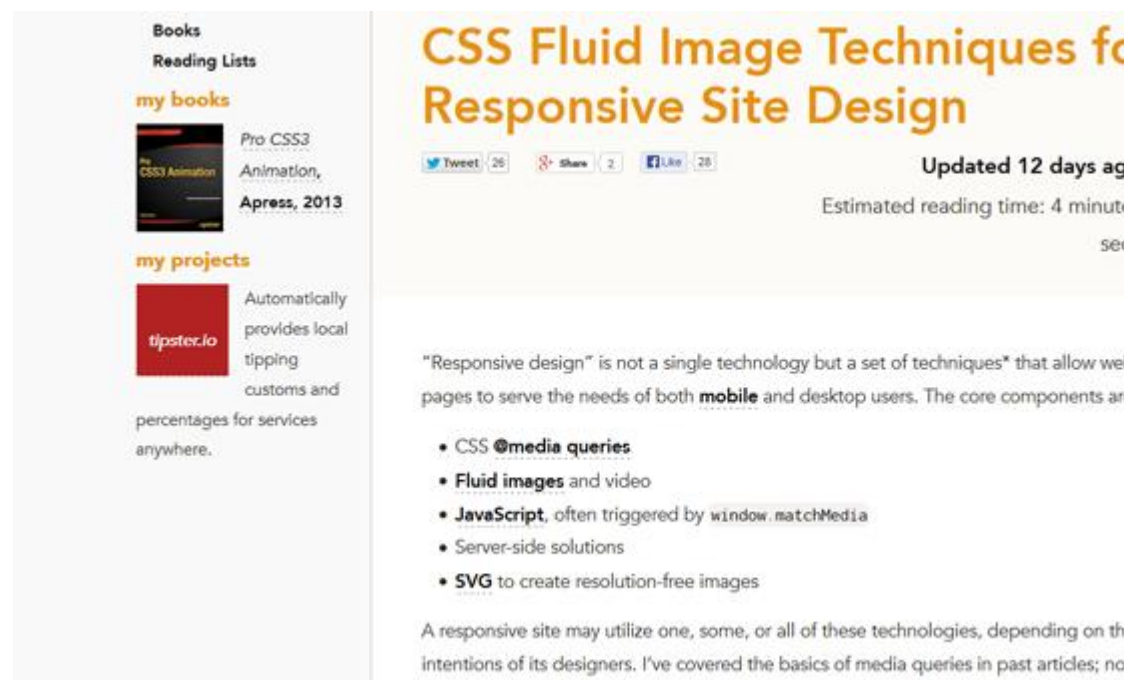 Books
Reading Lists
my books
Pro
CSS3 Animation
Pro CSS3
Animation,
Apress, 2013
my projects
tipster.io
Automatically
provides local
tipping
customs and
percentages for services
anywhere.
CSS Fluid Image Techniques fo
Responsive Site Design
Tweet 26 Share 2 Like 28
Updated 12 days ag
Estimated reading time: 4 minute
sec
“Responsive design” is not a single technology but a set of techniques* that allow we
pages to serve the needs of both mobile and desktop users. The core components ar
• CSS @media queries
• Fluid images and video
• JavaScript, often triggered by window.matchMedia
• Server-side solutions
• SVG to create resolution-free images
A responsive site may utilize one, some, or all of these technologies, depending on th
intentions of its designers. I’ve covered the basics of media queries in past articles; no